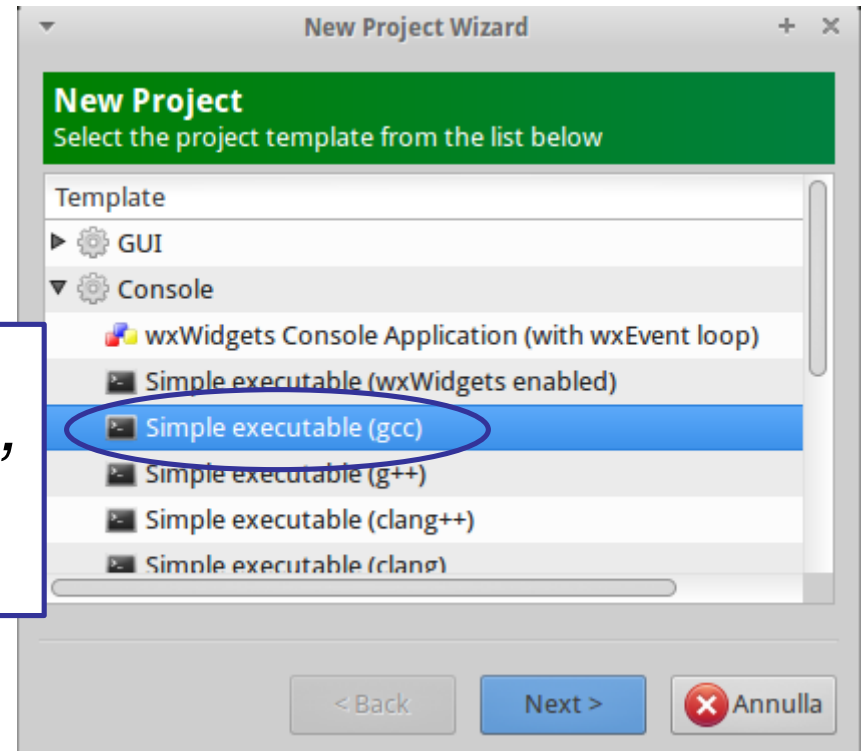 New Project Wizard
New Project
Select the project template from the list below
Template
GUI
Console
wxWidgets Console Application (with wxEvent loop)
Simple executable (wxWidgets enabled)
,
Simple executable (gcc)
Simple executable (g++)
Simple executable (clang++)
Simple executable (clang)
< Back
Next >
Annulla